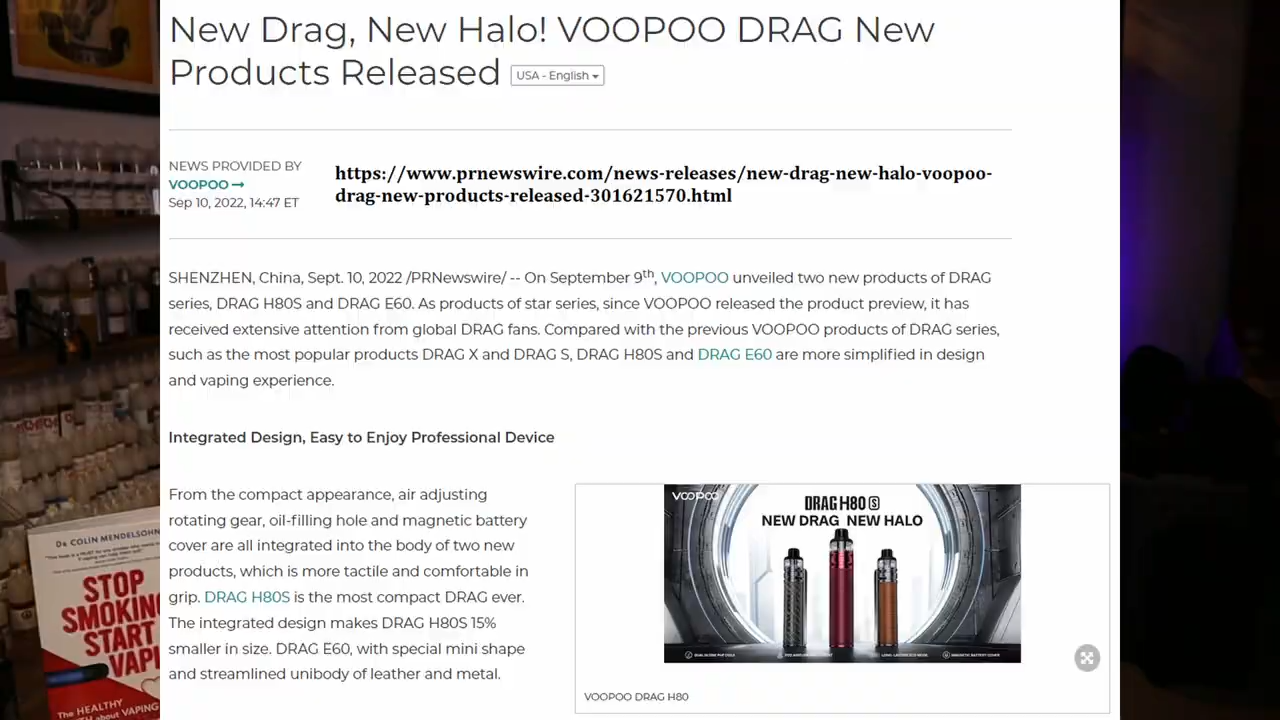 New Drag, New Halo! VOOPOO DRAG New
Products Released
USA - English
NEWS PROVIDED BY
VOOPOO
Sep 10, 2022, 14:47 ET
https://www.prnewswire.com/news-releases/new-drag-new-halo-voopoo-
drag-new-products-released-301621570.html
SHENZHEN, China, Sept. 10, 2022 /PRNewswire/ -- On September 9th, VOOPOO unveiled two new products of DRAG
series, DRAG H80S and DRAG E60. As products of star series, since VOOPOO released the product preview, it has
received extensive attention from global DRAG fans. Compared with the previous VOOPOO products of DRAG series,
such as the most popular products DRAG X and DRAG S, DRAG H80S and DRAG E60 are more simplified in design
and vaping experience.
Integrated Design, Easy to Enjoy Professional Device
From the compact appearance, air adjusting
rotating gear, oil-filling hole and magnetic battery
cover are all integrated into the body of two new
products, which is more tactile and comfortable in
grip. DRAG H80S is the most compact DRAG ever.
The integrated design makes DRAG H80S 15%
smaller in size. DRAG E60, with special mini shape
and streamlined unibody of leather and metal.
VOOPOO
DRAG H80 S
NEW DRAG NEW HALO
MAGNETIC BATTERY COVER
VOOPOO DRAG H80
DR COLIN MENDELSOHN
STOP
SMOKING
START
VAPI
The HEALTHY
about VAPING